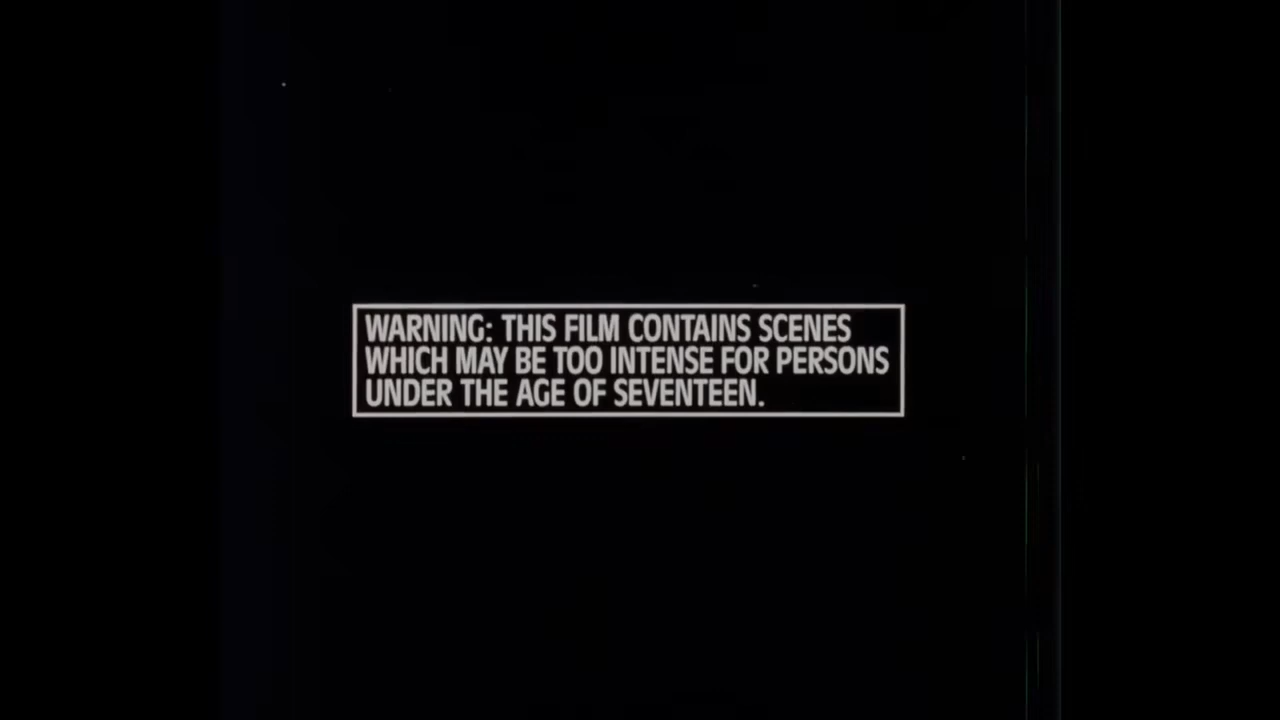 WARNING: THIS FILM CONTAINS SCENES
WHICH MAY BE TOO INTENSE FOR PERSONS
UNDER THE AGE OF SEVENTEEN.